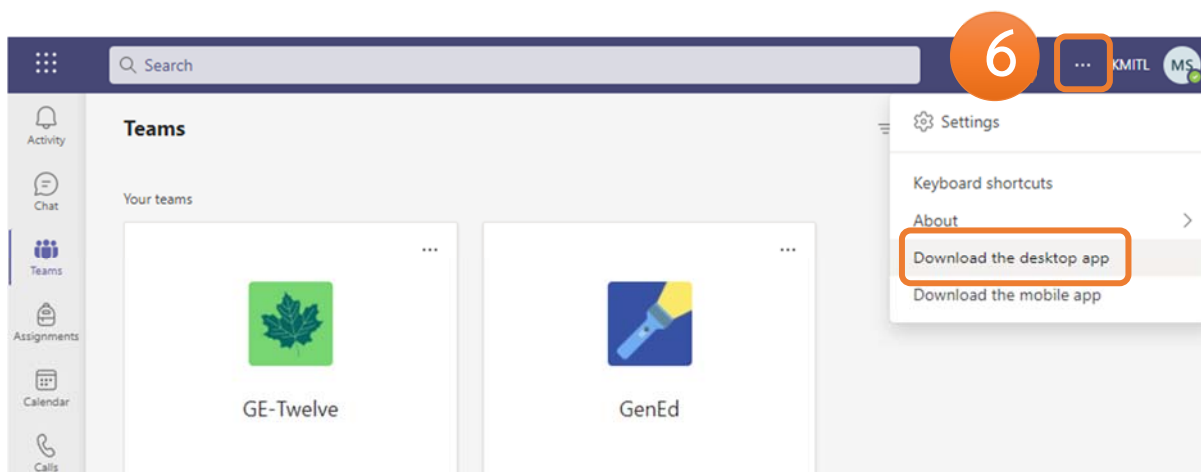 6
Search
... KMITL MS
Activity
Chat
Teams
Assignments
Calendar
Calls
Teams
Your teams
...
GE-Twelve
...
GenEd
Settings
Keyboard shortcuts
About
Download the desktop app
Download the mobile app